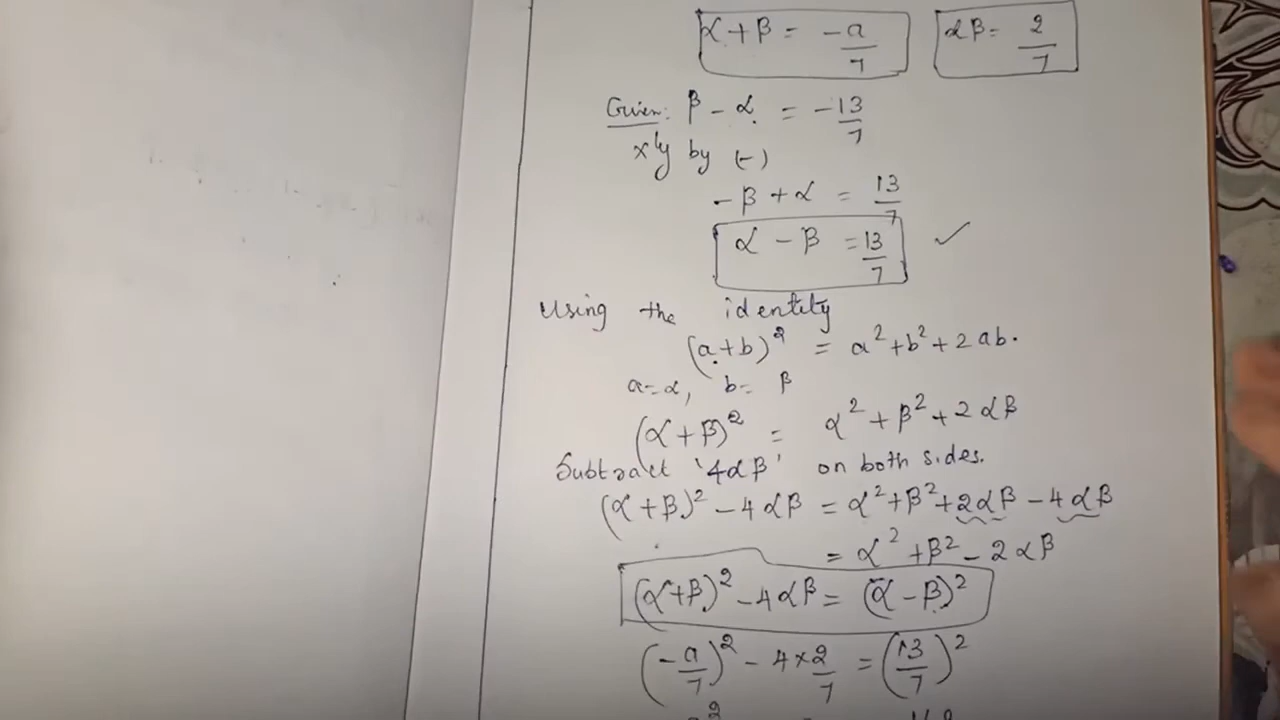 α+β = -a/7   αβ = 2/7
Given: β - α = -13/7
xly by (-)
-β + α = 13/7
α - β = 13/7 ✓
Using the identity
(a+b)² = a²+b²+2ab.
a=α, b= β
(α+β)² = α²+β²+2αβ
Subtract '4αβ' on both sides.
(α+β)² - 4αβ = α²+β²+2αβ - 4αβ
= α²+β² - 2αβ
(α+β)² - 4αβ = (α - β)²
(-a/7)² - 4×2/7 = (13/7)²